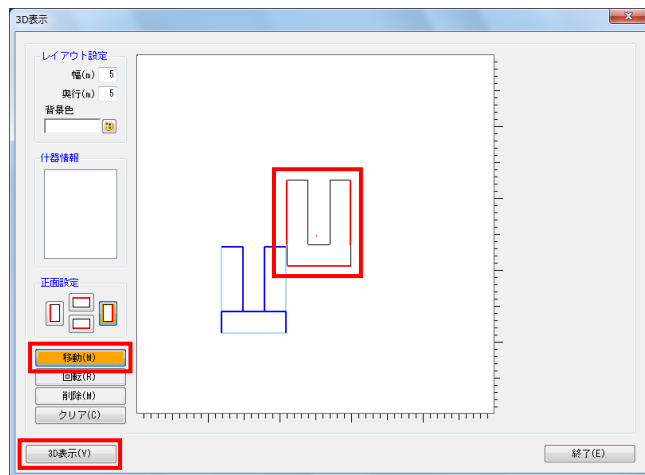 3D表示
レイアウト設定
幅(m) 5
奥行(m) 5
背景色
什器情報
正面設定
移動(M)
回転(R)
削除(M)
クリア(C)
3D表示(V)
終了(E)